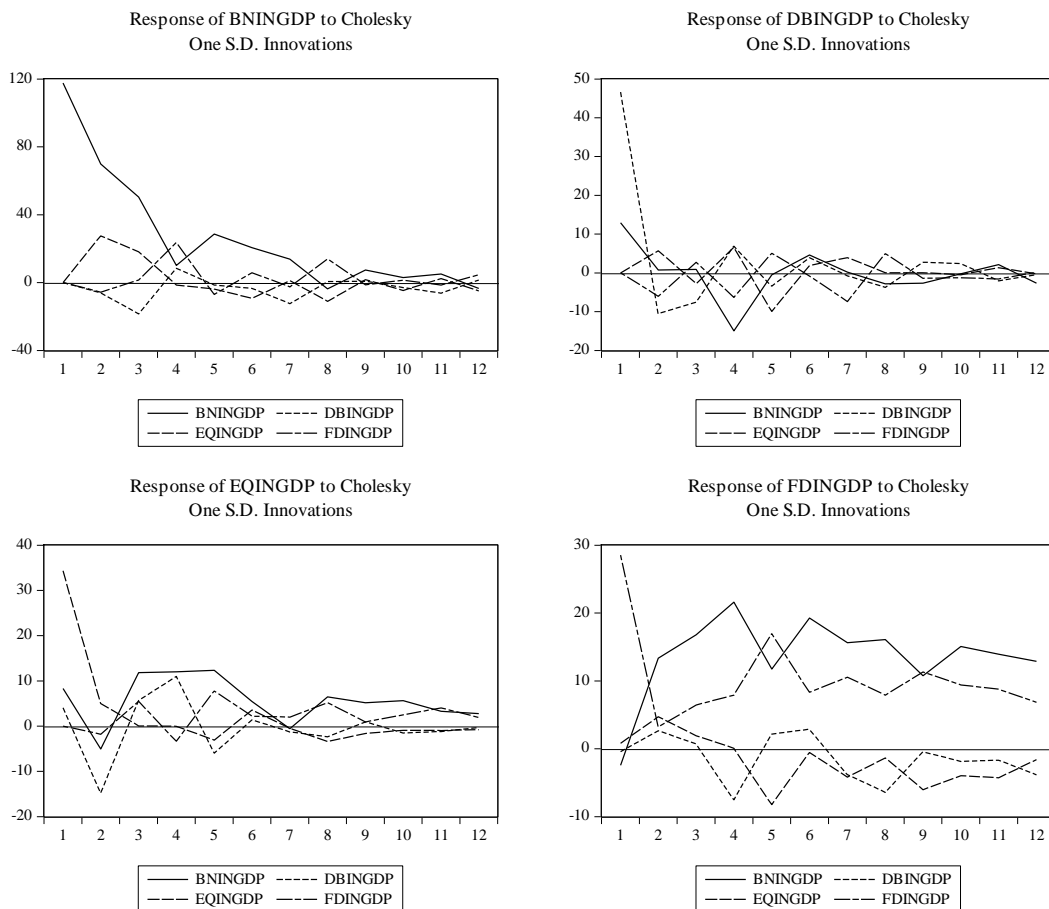 Response of BNINGDP to Cholesky
One S.D. Innovations
120
80
40
0
-40
1 2 3 4 5 6 7 8 9 10 11 12
BNINGDP DBINGDP
EQINGDP FDINGDP
Response of DBINGDP to Cholesky
One S.D. Innovations
50
40
30
20
10
0
-10
-20
1 2 3 4 5 6 7 8 9 10 11 12
BNINGDP DBINGDP
EQINGDP FDINGDP
Response of EQINGDP to Cholesky
One S.D. Innovations
40
30
20
10
0
-10
-20
1 2 3 4 5 6 7 8 9 10 11 12
BNINGDP DBINGDP
EQINGDP FDINGDP
Response of FDINGDP to Cholesky
One S.D. Innovations
30
20
10
0
-10
1 2 3 4 5 6 7 8 9 10 11 12
BNINGDP DBINGDP
EQINGDP FDINGDP